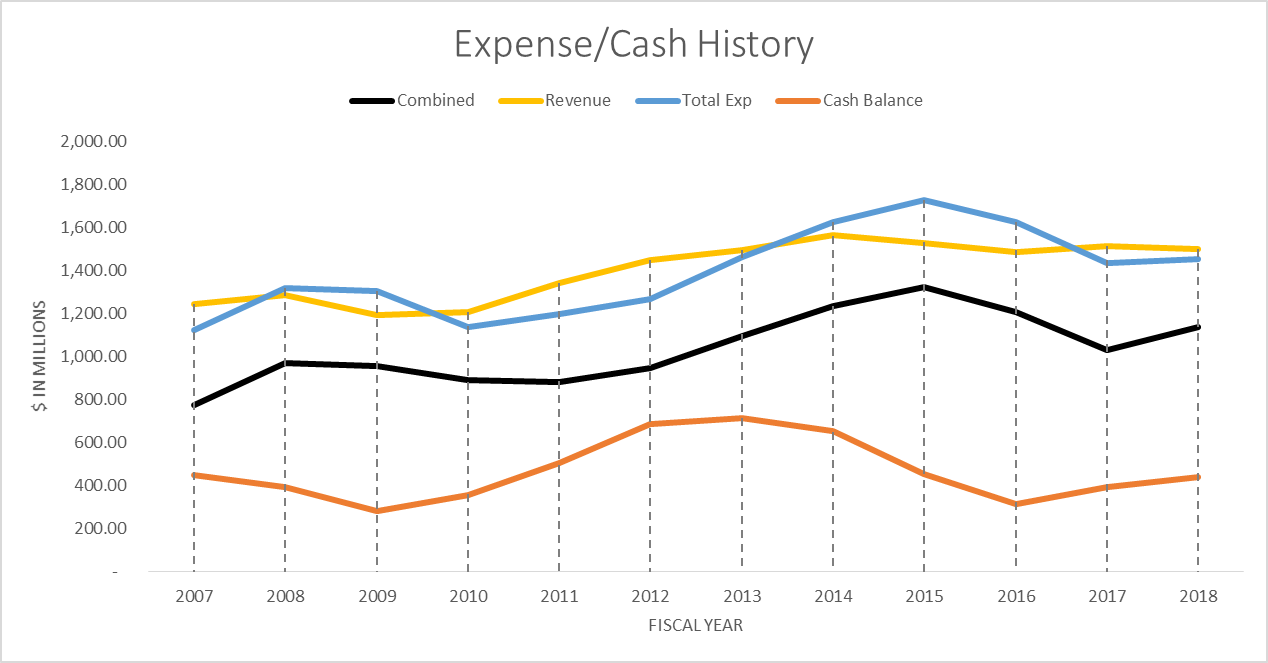 Expense/Cash History
Combined Revenue Total Exp Cash Balance
2,000.00
1,800.00
1,600.00
1,400.00
1,200.00
1,000.00
800.00
600.00
400.00
200.00
-
$ IN MILLIONS
2007 2008 2009 2010 2011 2012 2013 2014 2015 2016 2017 2018
FISCAL YEAR